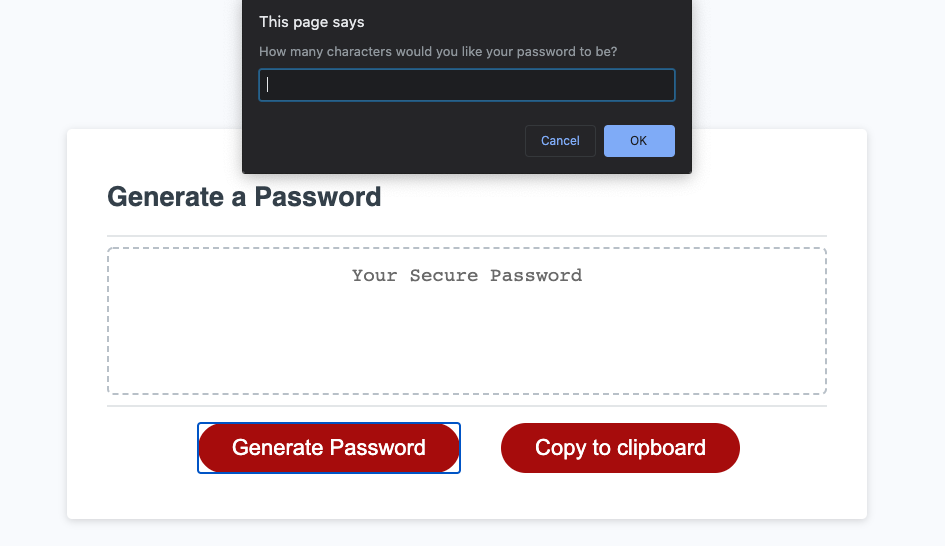 This page says
How many characters would you like your password to be?
Cancel
OK
Generate a Password
Your Secure Password
Generate Password
Copy to clipboard